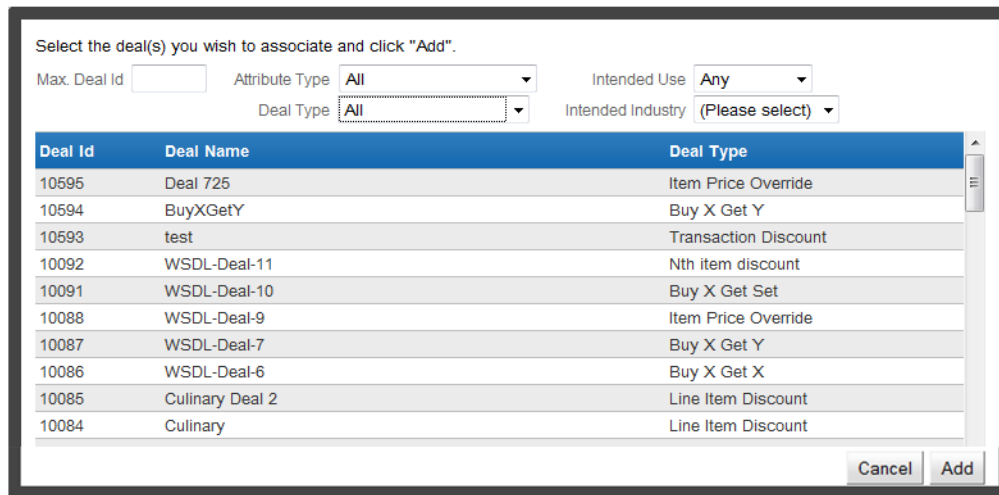 Select the deal(s) you wish to associate and click "Add".
Max. Deal Id Attribute Type All Intended Use Any
Deal Type All Intended Industry (Please select)
Deal Id Deal Name Deal Type
10595 Deal 725 Item Price Override
10594 BuyXGetY Buy X Get Y
10593 test Transaction Discount
10092 WSDL-Deal-11 Nth item discount
10091 WSDL-Deal-10 Buy X Get Set
10088 WSDL-Deal-9 Item Price Override
10087 WSDL-Deal-7 Buy X Get Y
10086 WSDL-Deal-6 Buy X Get X
10085 Culinary Deal 2 Line Item Discount
10084 Culinary Line Item Discount
Cancel Add